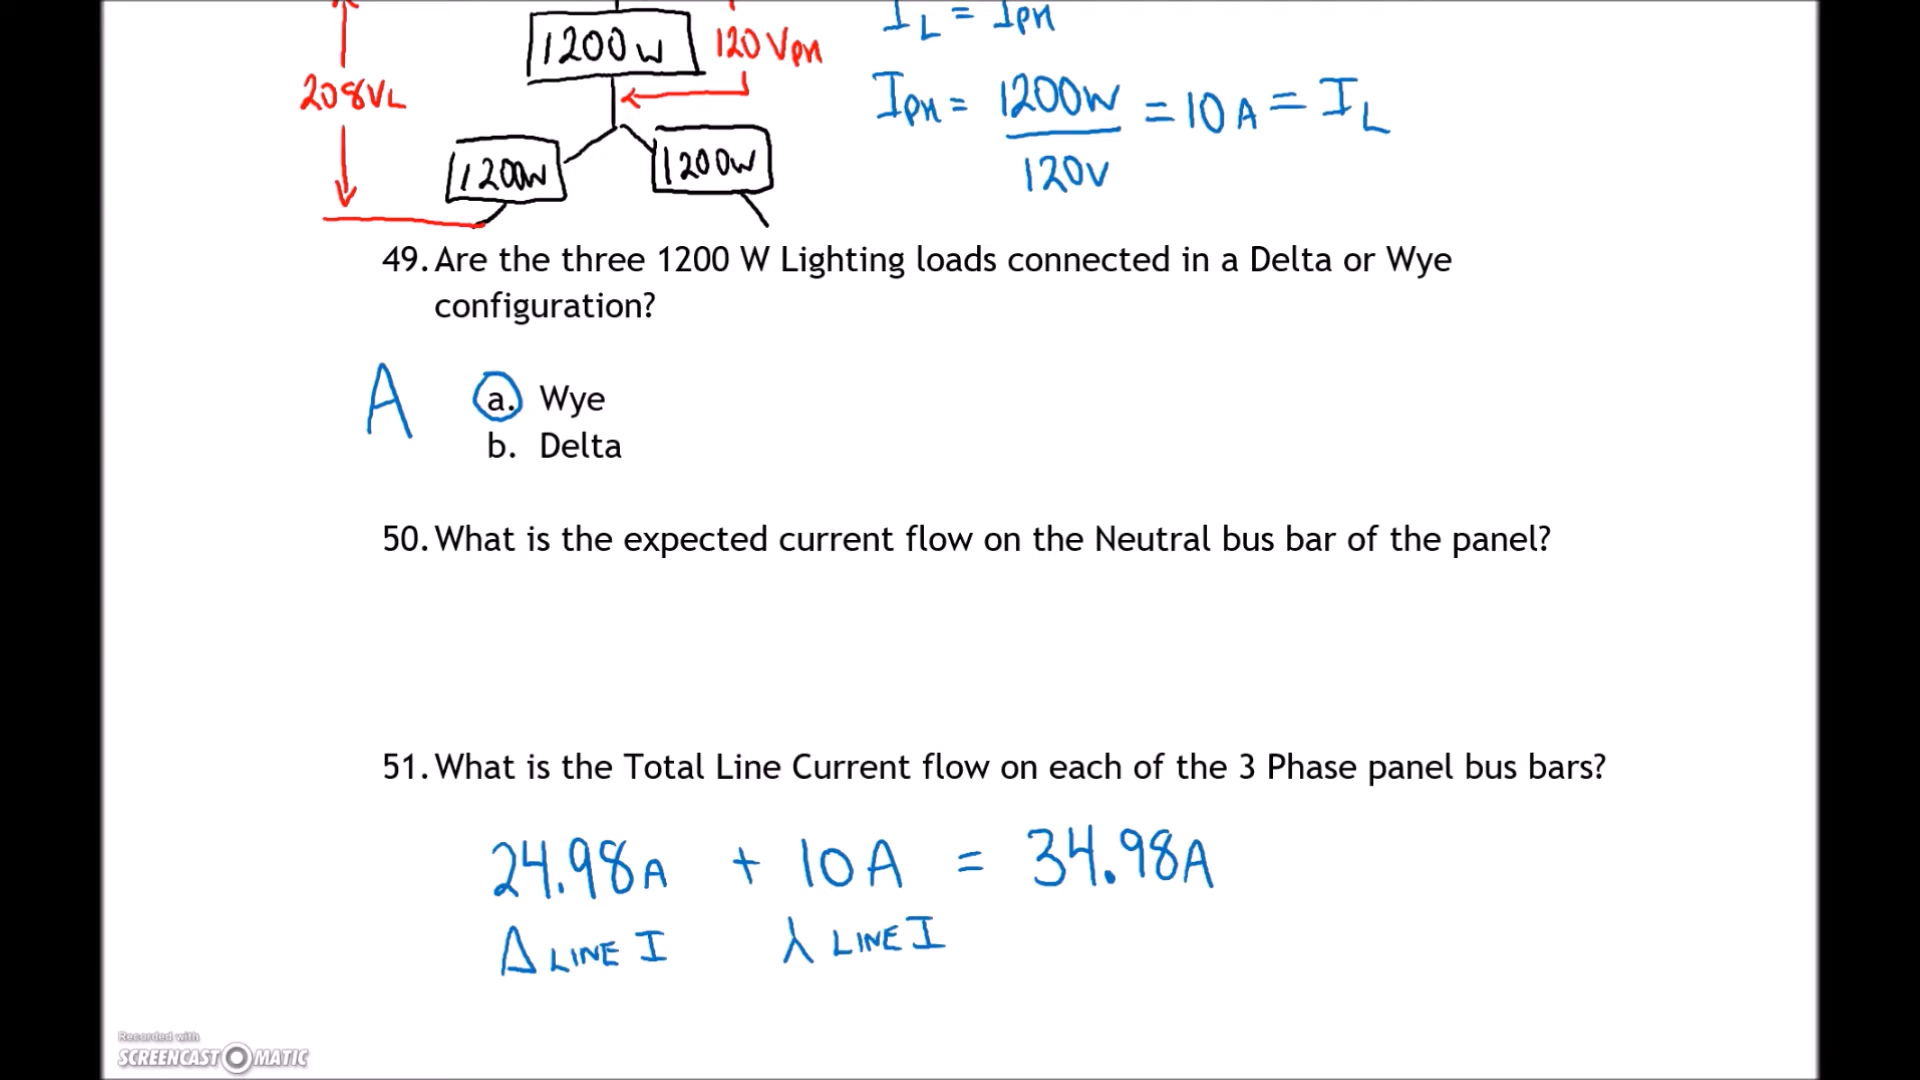 I L = Iph
1200W
120 Vph
208VL
Iph = 1200W / 120V = 10 A = I L
1200W
1200W
49. Are the three 1200 W Lighting loads connected in a Delta or Wye
configuration?
A
a. Wye
b. Delta
50. What is the expected current flow on the Neutral bus bar of the panel?
51. What is the Total Line Current flow on each of the 3 Phase panel bus bars?
24.98A + 10A = 34.98A
Δ LINE I
⅄ LINE I
Recorded with
SCREENCAST-O-MATIC